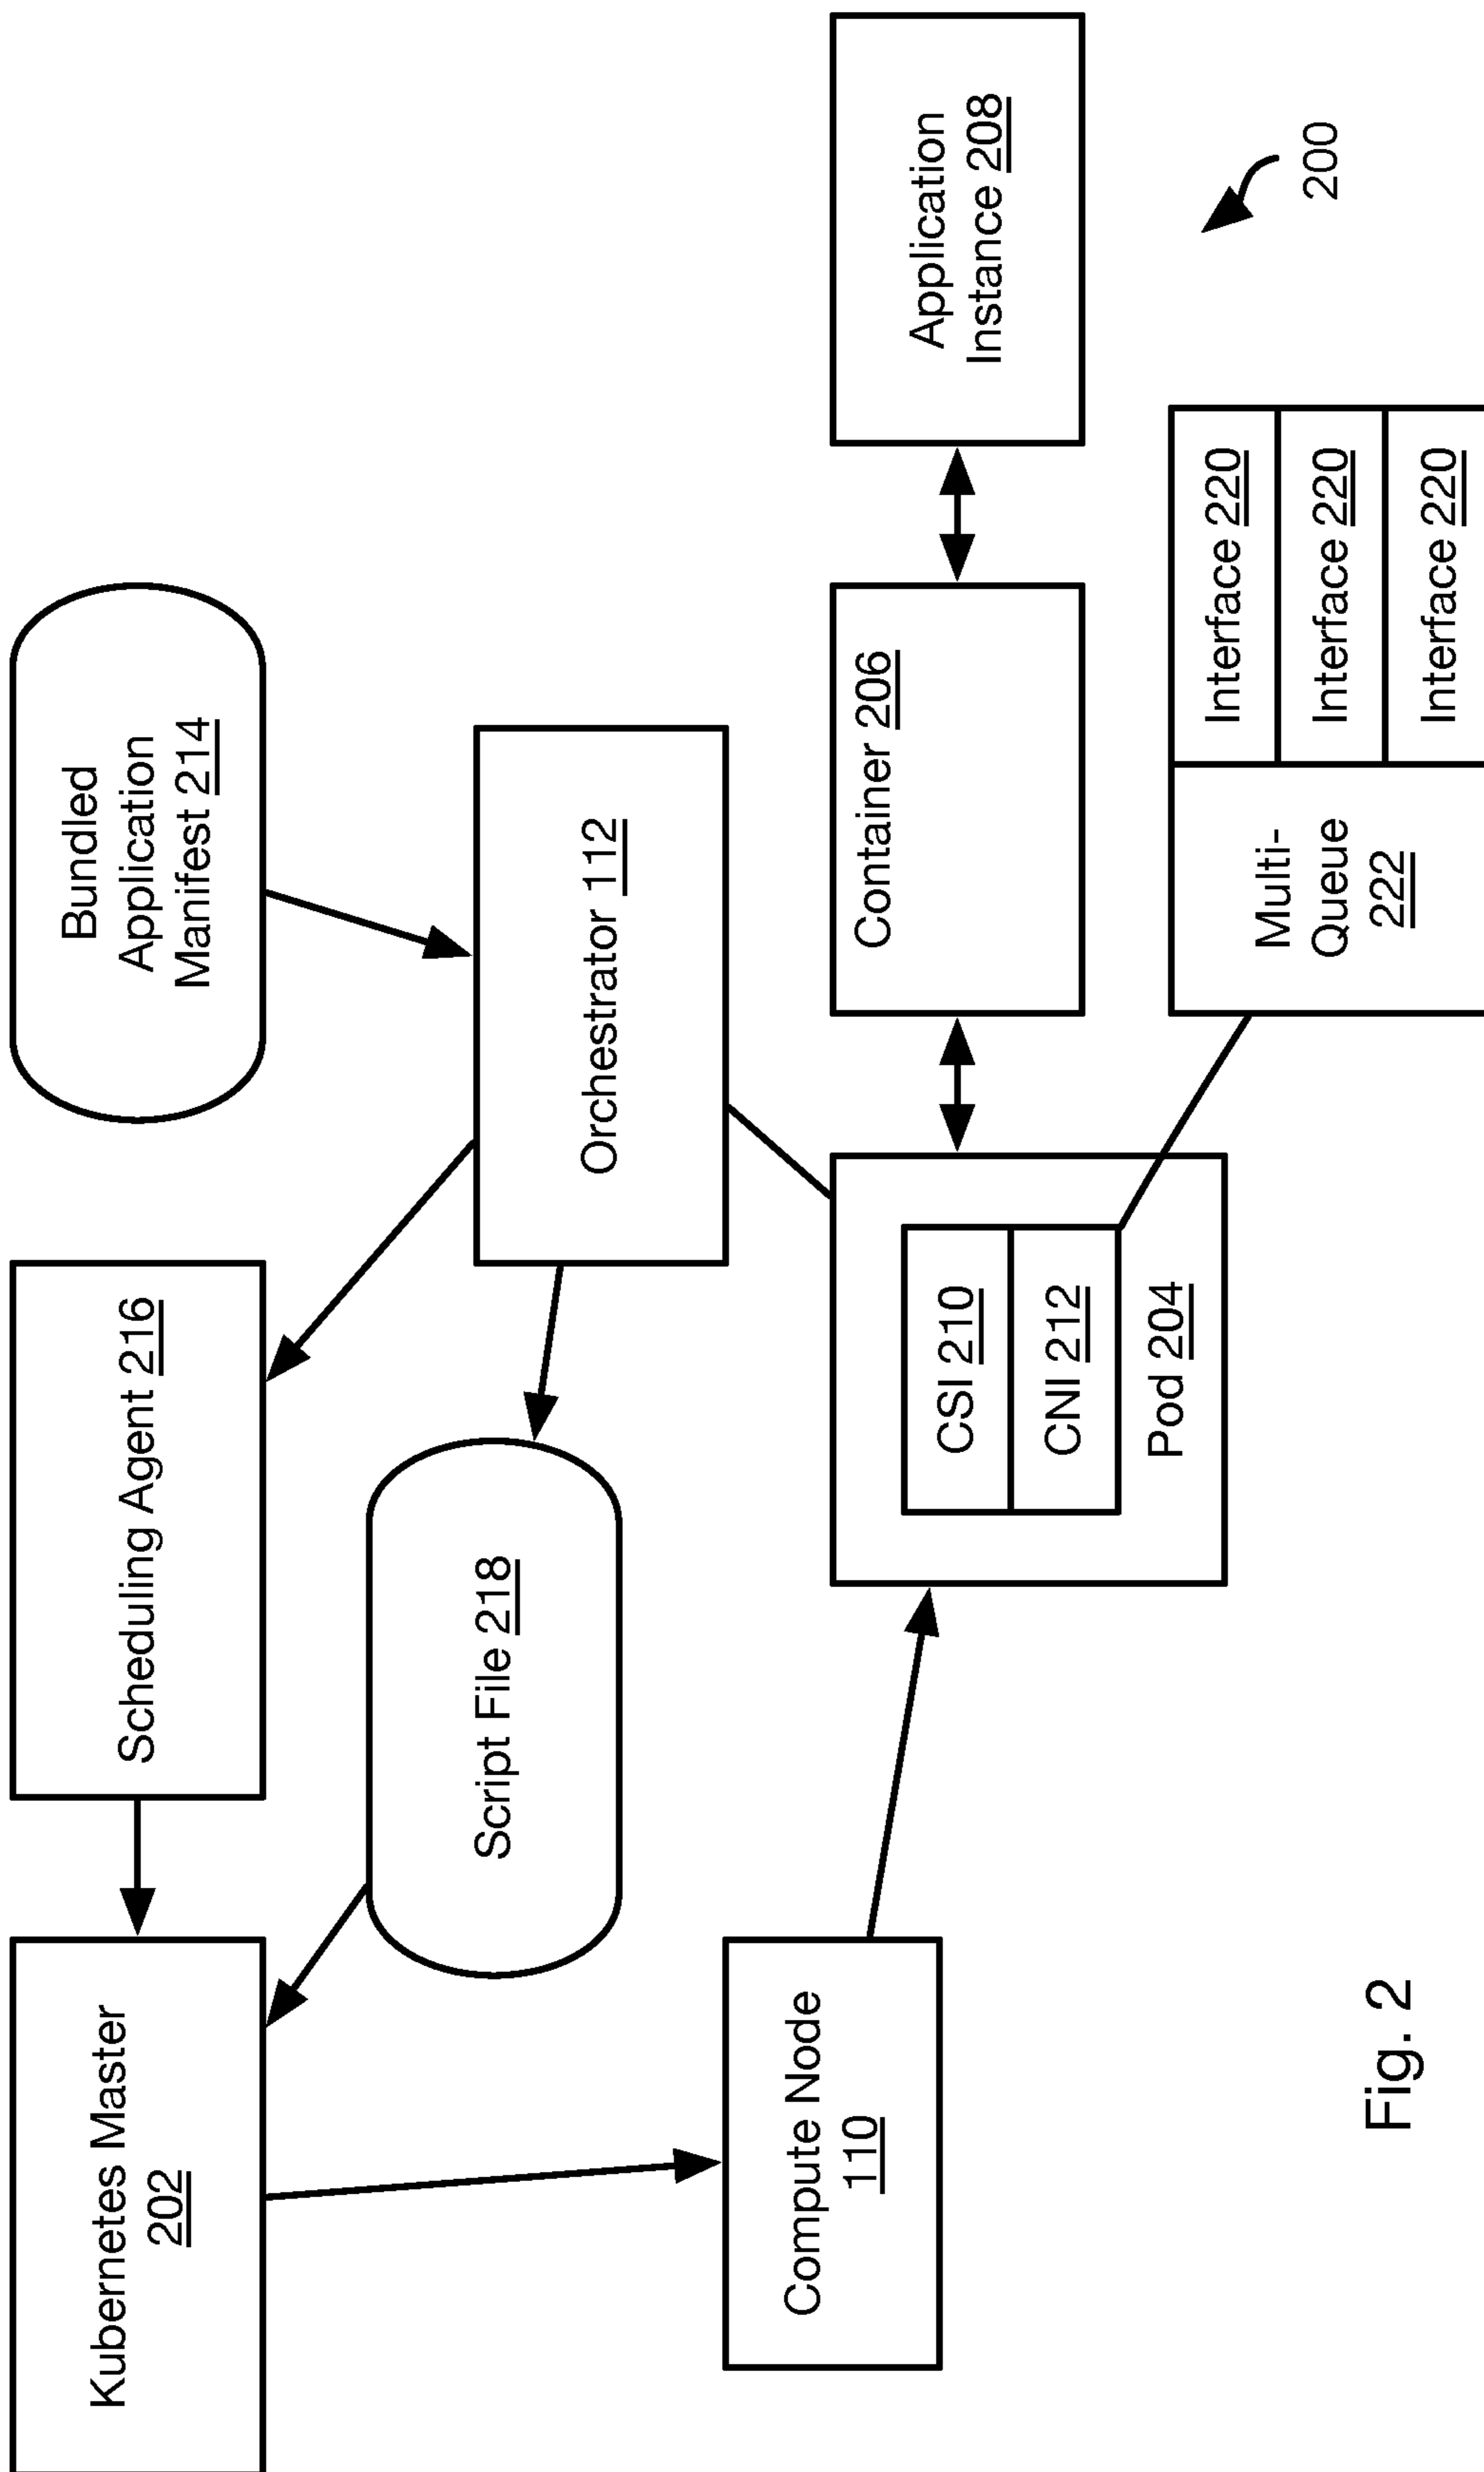 Kubernetes Master
202
Scheduling Agent 216
Bundled
Application
Manifest 214
Script File 218
Orchestrator 112
Compute Node
110
CSI 210
CNI 212
Pod 204
Container 206
Application
Instance 208
Multi-
Queue
222
Interface 220
Interface 220
Interface 220
200
Fig. 2